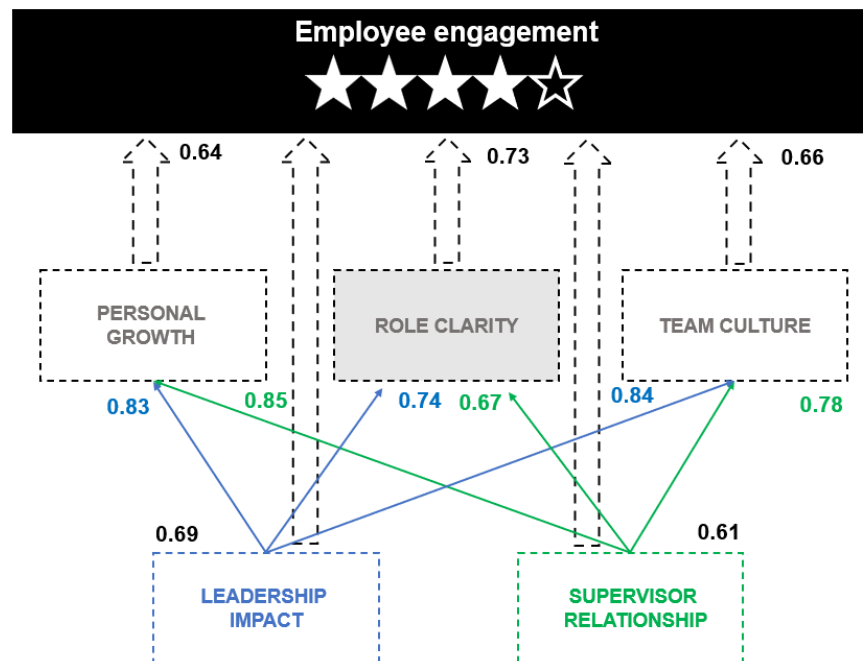 Employee engagement
0.64
0.73
0.66
PERSONAL
GROWTH
ROLE CLARITY
TEAM CULTURE
0.83
0.85
0.74
0.67
0.84
0.78
0.69
0.61
LEADERSHIP
IMPACT
SUPERVISOR
RELATIONSHIP